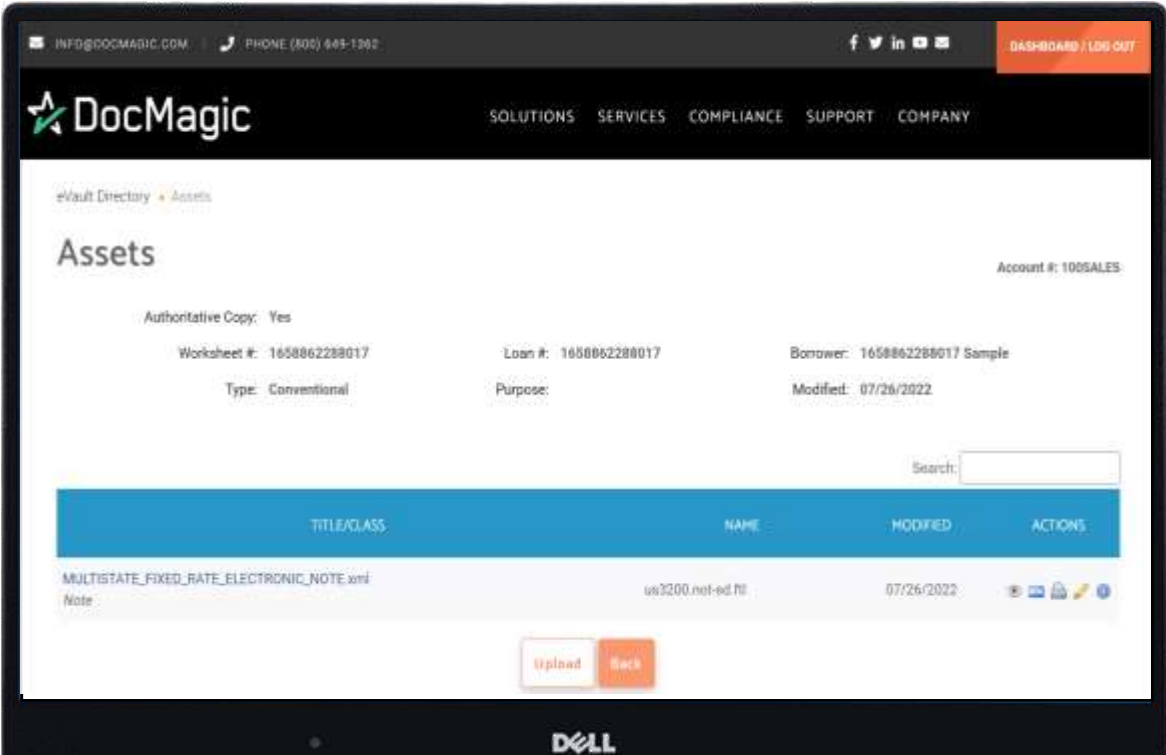 INFO@DOCMAGIC.COM | PHONE (800) 649-1362 DASHBOARD / LOG OUT
DocMagic SOLUTIONS SERVICES COMPLIANCE SUPPORT COMPANY
eVault Directory • Assets
Assets
Account #: 100SALES
Authoritative Copy: Yes
Worksheet #: 1658862288017 Loan #: 1658862288017 Borrower: 1658862288017 Sample
Type: Conventional Purpose: Modified: 07/26/2022
Search:
TITLE/CLASS NAME MODIFIED ACTIONS
MULTISTATE_FIXED_RATE_ELECTRONIC_NOTE.xml us3200.not-ed.ftl 07/26/2022
Note
Upload Back
DELL